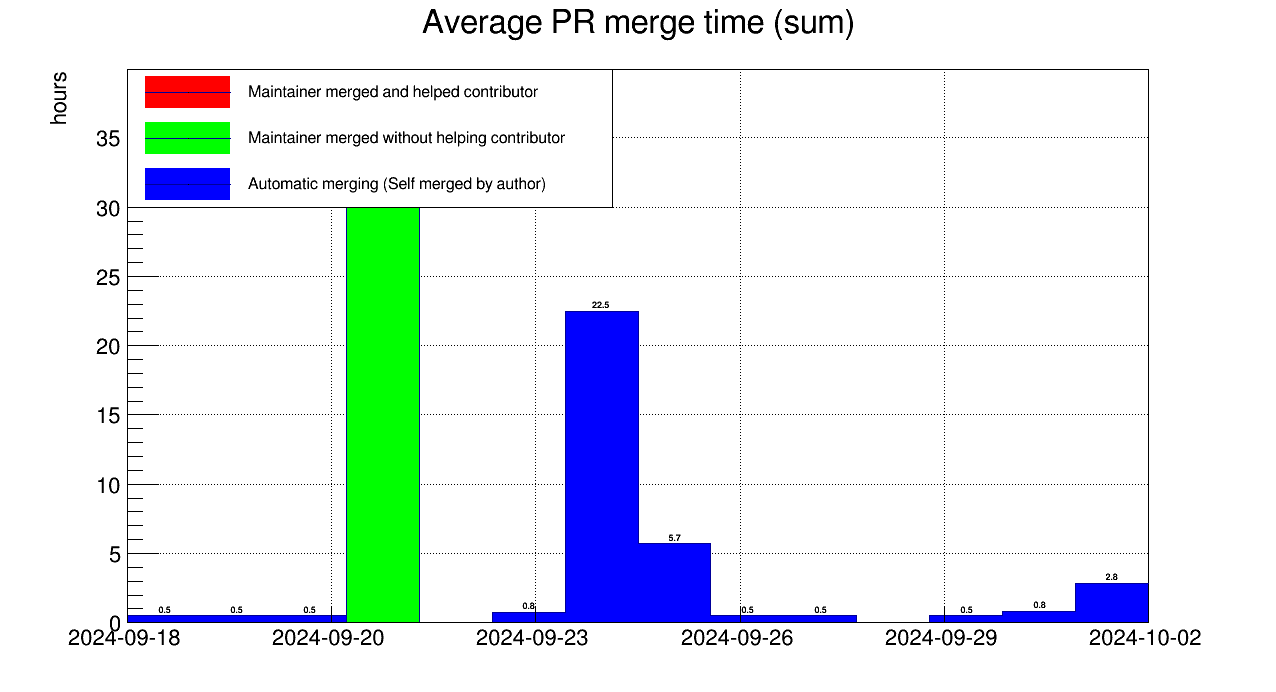 Average PR merge time (sum)
hours
Maintainer merged and helped contributor
Maintainer merged without helping contributor
Automatic merging (Self merged by author)
35
30
25
20
15
10
5
0
22.5
5.7
0.5 0.5 0.5 0.8 0.5 0.5 0.5 0.8 2.8
2024-09-18 2024-09-20 2024-09-23 2024-09-26 2024-09-29 2024-10-02